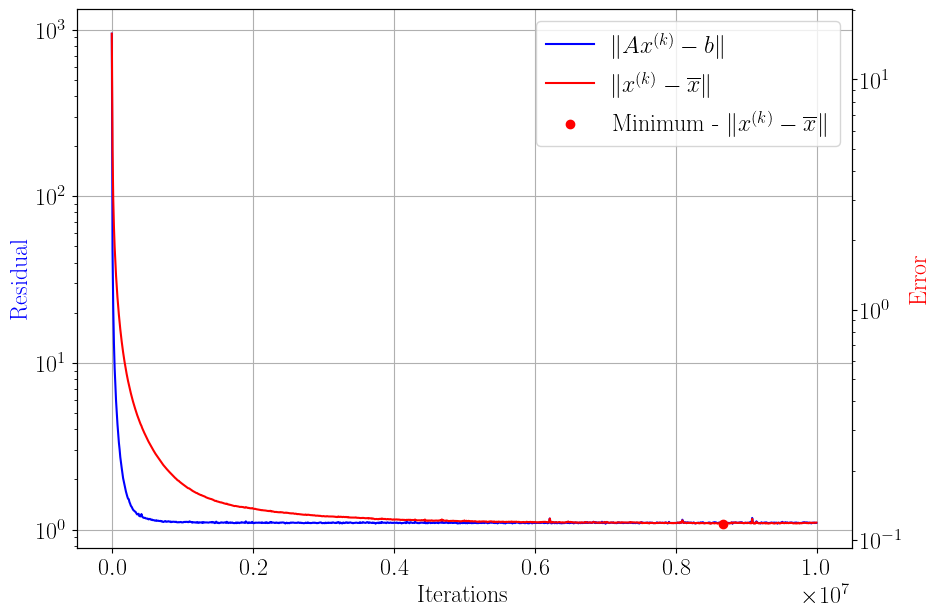 ‖Ax⁽ᵏ⁾ − b‖
‖x⁽ᵏ⁾ − x̅‖
Minimum - ‖x⁽ᵏ⁾ − x̅‖
10³
10²
10¹
10⁰
Residual
10¹
10⁰
10⁻¹
Error
0.0 0.2 0.4 0.6 0.8 1.0
Iterations
×10⁷